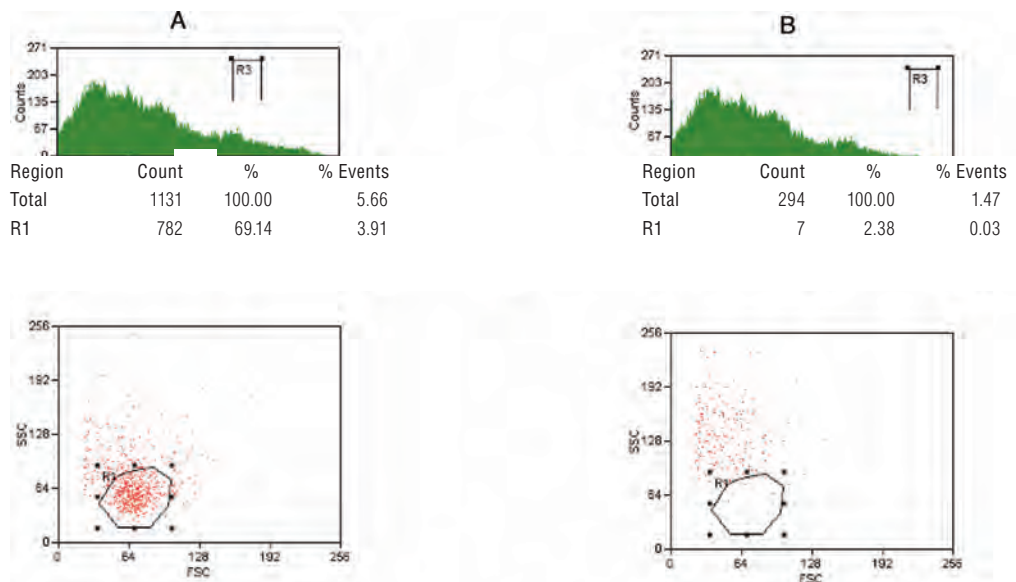 A
271
203
135
67
0
Counts
R3
Region Count % % Events
Total 1131 100.00 5.66
R1 782 69.14 3.91
256
192
128
64
0
SSC
R1
0 64 128 192 256
FSC
B
271
203
135
67
Counts
R3
Region Count % % Events
Total 294 100.00 1.47
R1 7 2.38 0.03
256
192
128
64
0
SSC
R1
0 64 128 192 256
FSC